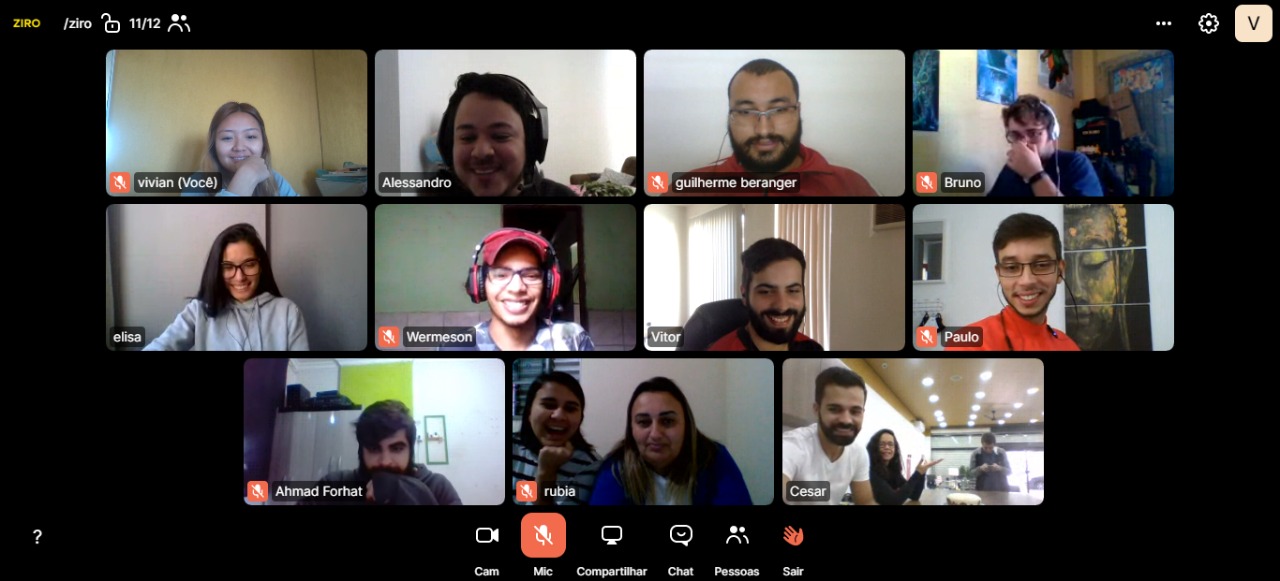 ZIRO /ziro 11/12 V
vivian (Você) Alessandro guilherme beranger Bruno
elisa Wermeson Vitor Paulo
Ahmad Forhat rubia Cesar
?
Cam Mic Compartilhar Chat Pessoas Sair